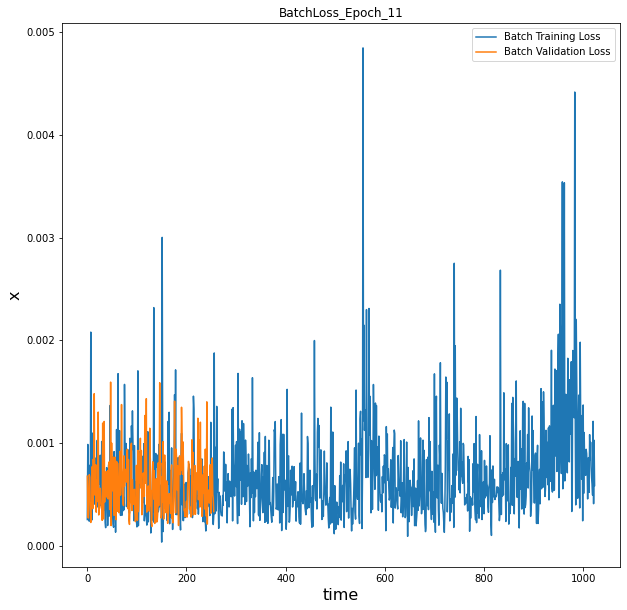 BatchLoss_Epoch_11
Batch Training Loss
Batch Validation Loss
0.005
0.004
0.003
0.002
0.001
0.000
x
0 200 400 600 800 1000
time